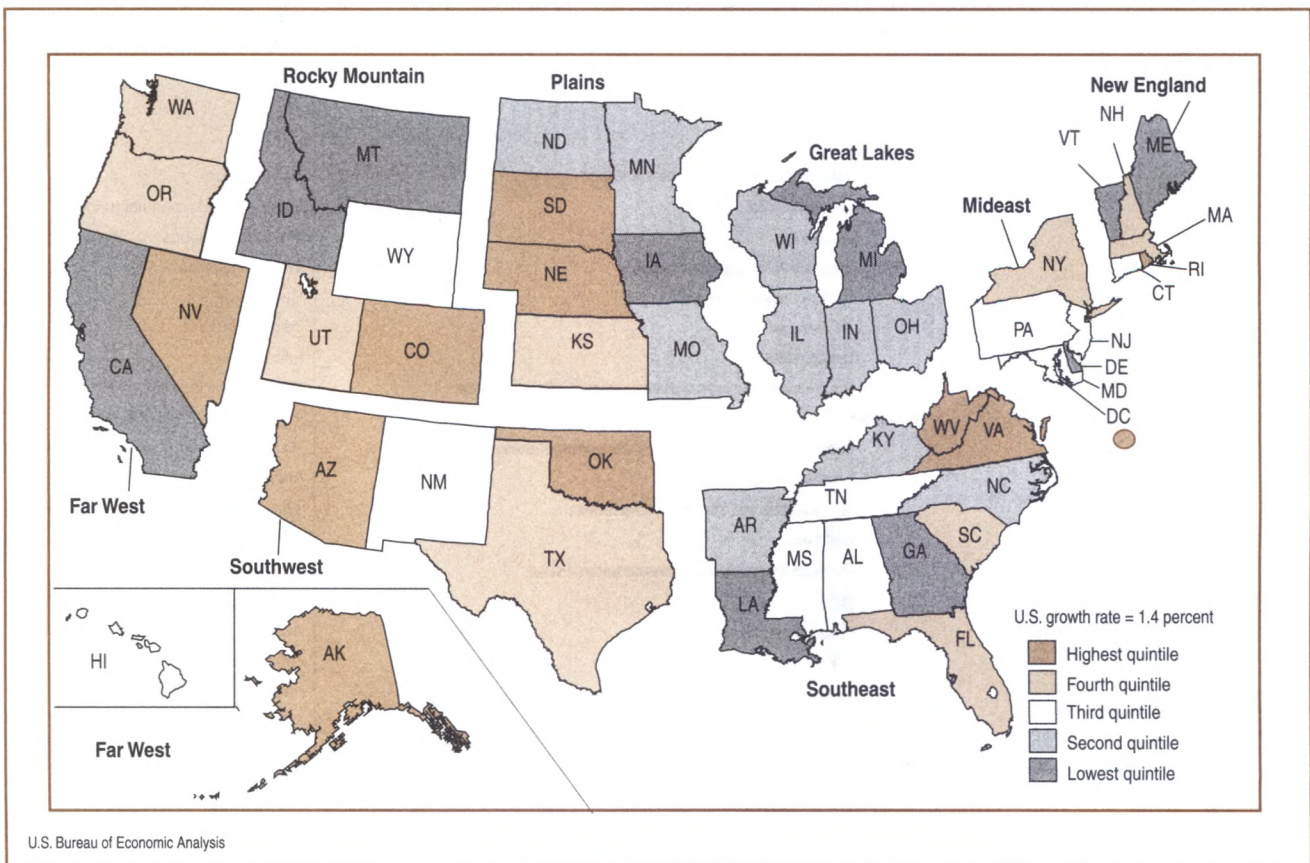 Rocky Mountain
Plains
New England
WA
MT
ND
MN
Great Lakes
NH
VT
ME
OR
ID
SD
WI
MI
Mideast
MA
WY
IA
NY
RI
NV
NE
CT
UT
CO
KS
MO
IL
IN
OH
PA
NJ
CA
DE
MD
DC
KY
WV
VA
AZ
NM
OK
TN
NC
Far West
AR
MS
AL
GA
SC
Southwest
TX
LA
U.S. growth rate = 1.4 percent
HI
AK
FL
Highest quintile
Southeast
Fourth quintile
Third quintile
Far West
Second quintile
Lowest quintile
U.S. Bureau of Economic Analysis